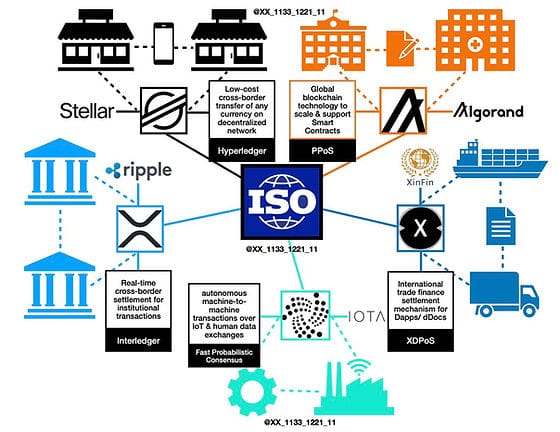 @XX_1133_1221_11
Stellar
Low-cost
cross-border
transfer of any
currency on
decentralized
network
Hyperledger
Global
blockchain
technology to
scale & support
Smart
Contracts
PPoS
Algorand
ripple
ISO
XinFin
X
@XX_1133_1221_11
Real-time
cross-border
settlement for
institutional
transactions
Interledger
autonomous
machine-to-
machine
transactions over
IoT & human data
exchanges
Fast Probabilistic
Consensus
IOTA
International
trade finance
settlement
mechanism for
Dapps/ dDocs
XDPoS
@XX_1133_1221_11